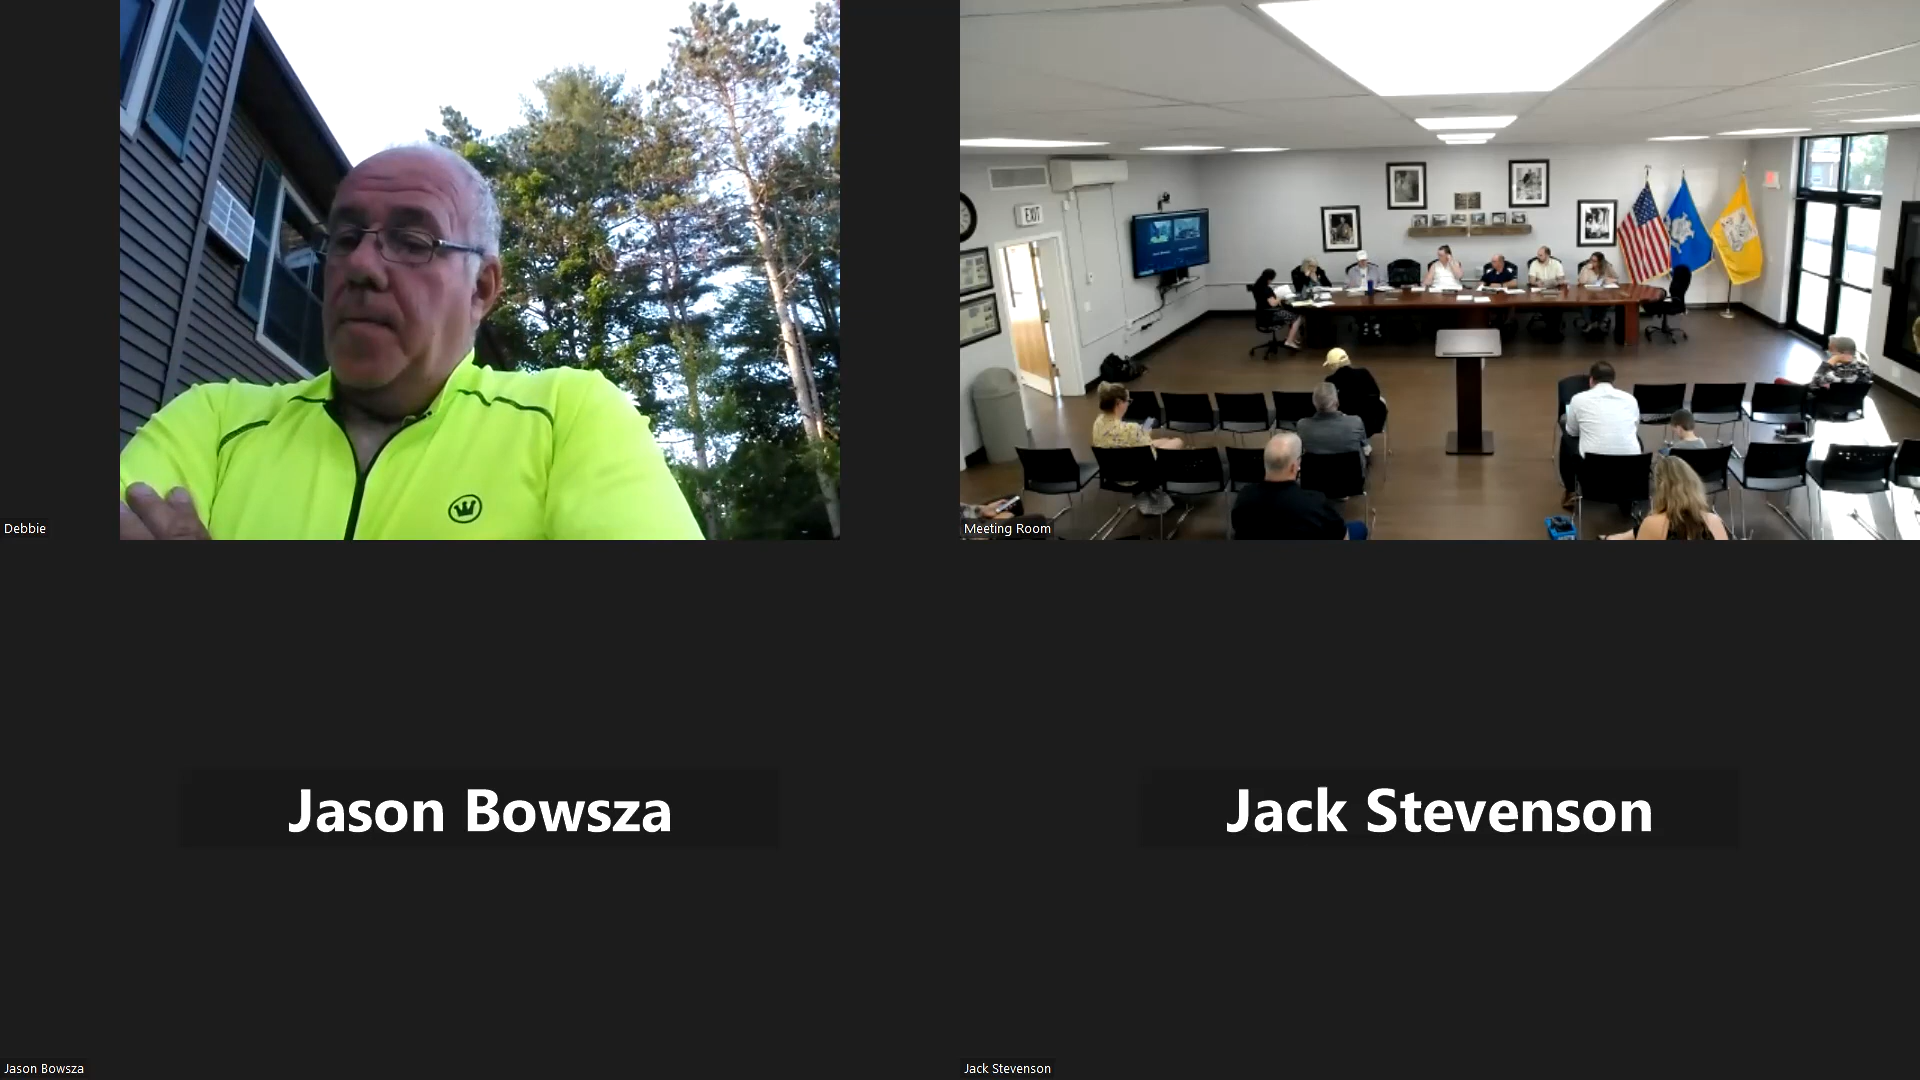 EXIT
Debbie
Meeting Room
Jason Bowsza
Jack Stevenson
Jason Bowsza
Jack Stevenson